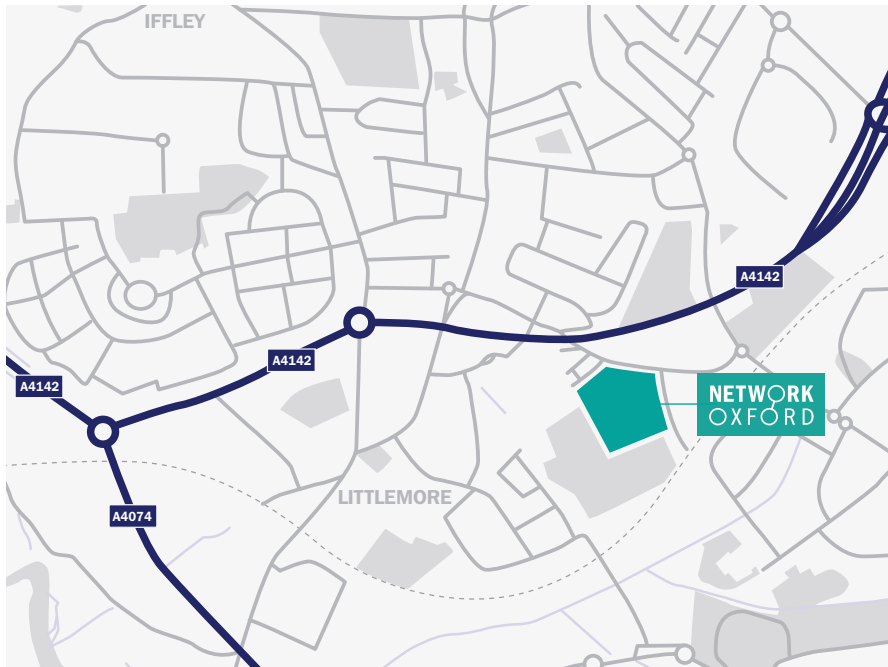 IFFLEY
A4142
A4142
A4142
NETWORK
OXFORD
LITTLEMORE
A4074